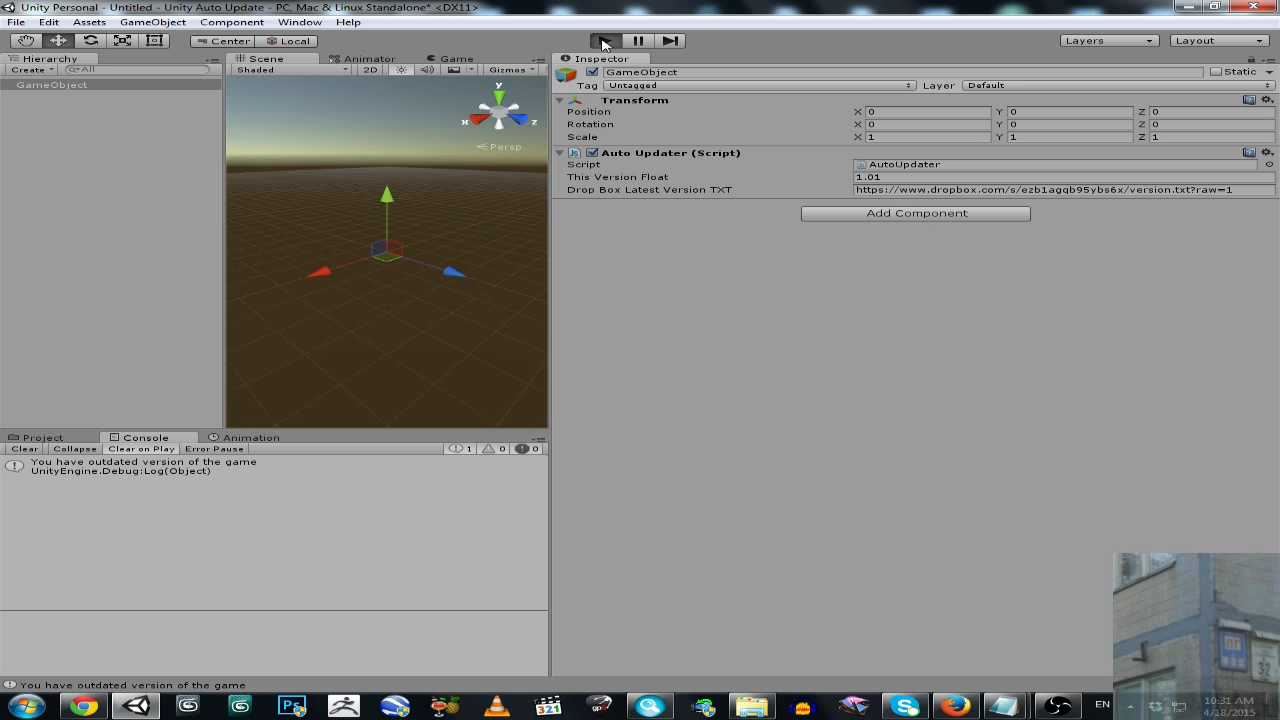 Unity Personal - Untitled - Unity Auto Update - PC, Mac & Linux Standalone* <DX11>
File Edit Assets GameObject Component Window Help
Center Local Layers Layout
Hierarchy
Create All
GameObject
Scene Animator Game
Shaded 2D Gizmos
y
x z
Persp
Inspector
GameObject Static
Tag Untagged Layer Default
Transform
Position X 0 Y 0 Z 0
Rotation X 0 Y 0 Z 0
Scale X 1 Y 1 Z 1
Auto Updater (Script)
Script AutoUpdater
This Version Float 1.01
Drop Box Latest Version TXT https://www.dropbox.com/s/ezb1agqb95ybs6x/version.txt?raw=1
Add Component
Project Console Animation
Clear Collapse Clear on Play Error Pause 1 0 0
You have outdated version of the game
UnityEngine.Debug:Log(Object)
You have outdated version of the game
321
EN
10:31 AM
4/18/2015
32